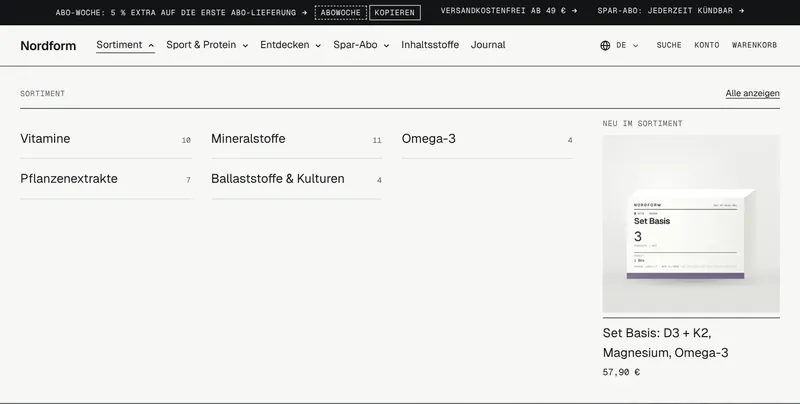 ABO-WOCHE: 5 % EXTRA AUF DIE ERSTE ABO-LIEFERUNG → ABOWOCHE KOPIEREN VERSANDKOSTENFREI AB 49 € → SPAR-ABO: JEDERZEIT KÜNDBAR →
Nordform Sortiment Sport & Protein Entdecken Spar-Abo Inhaltsstoffe Journal DE SUCHE KONTO WARENKORB
SORTIMENT Alle anzeigen
NEU IM SORTIMENT
Vitamine 10 Mineralstoffe 11 Omega-3 4
Pflanzenextrakte 7 Ballaststoffe & Kulturen 4
NORDFORM
Set Basis
3
Set Basis: D3 + K2,
Magnesium, Omega-3
57,90 €